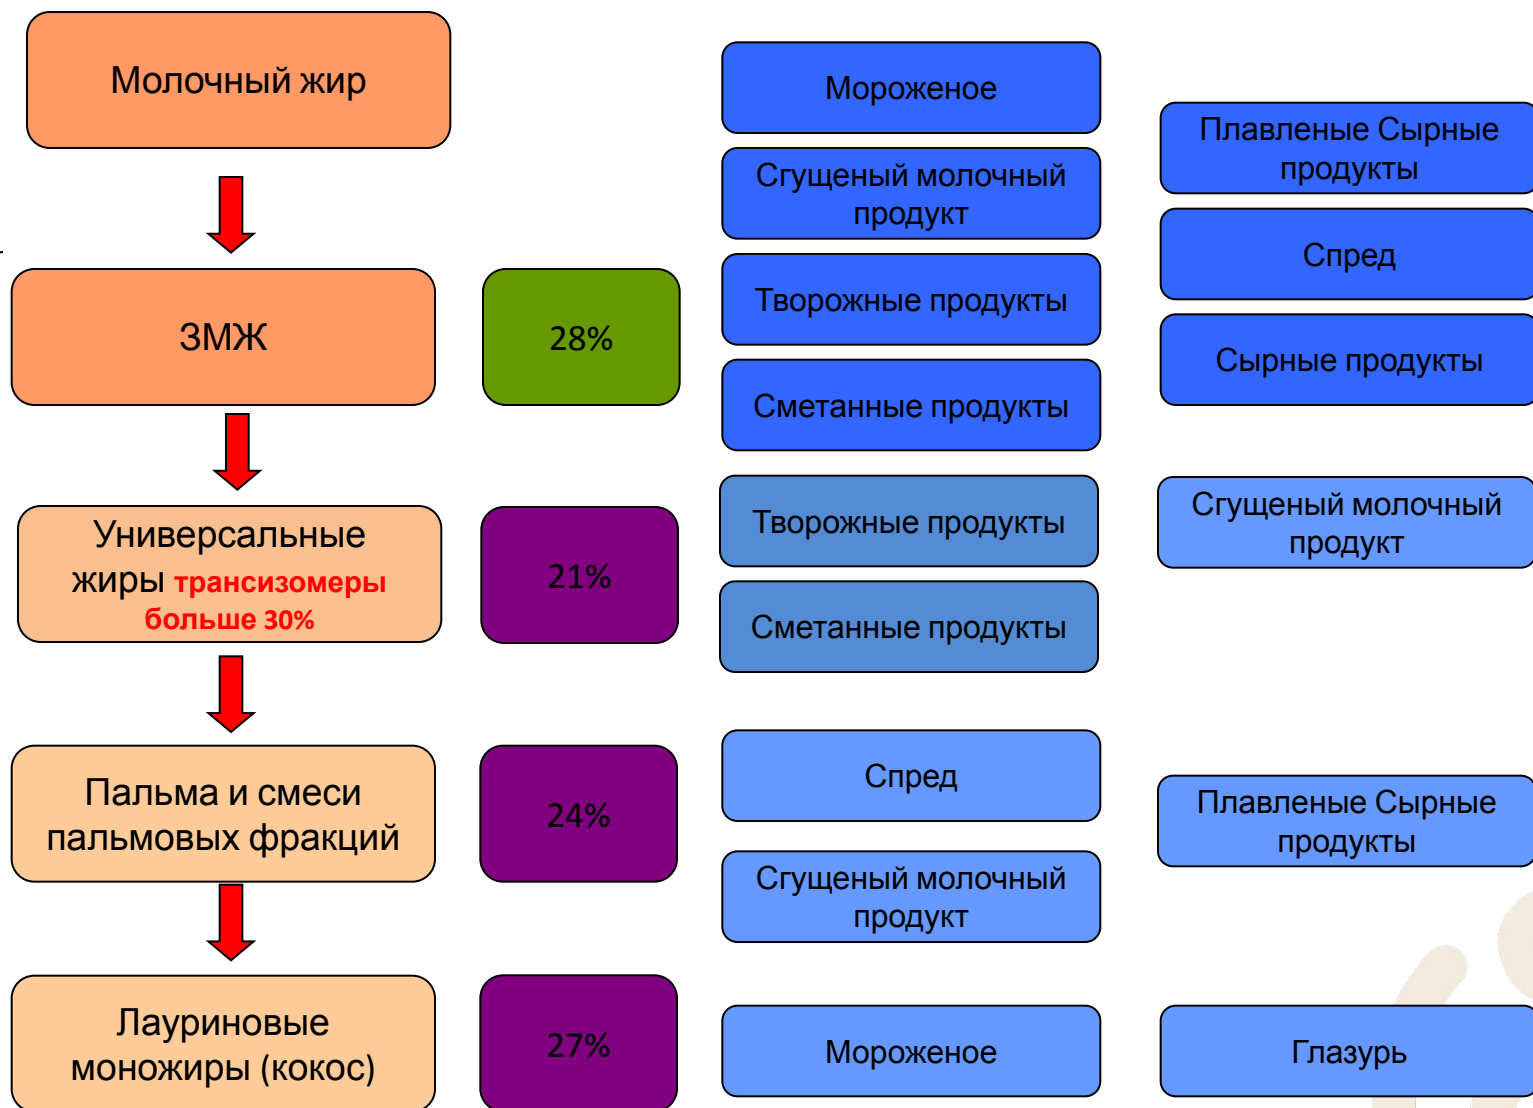 Молочный жир
Мороженое
Плавленые Сырные
продукты
Сгущеный молочный
продукт
Спред
ЗМЖ
28%
Творожные продукты
Сырные продукты
Сметанные продукты
Универсальные
жиры трансизомеры
больше 30%
21%
Творожные продукты
Сгущеный молочный
продукт
Сметанные продукты
Пальма и смеси
пальмовых фракций
24%
Спред
Плавленые Сырные
продукты
Сгущеный молочный
продукт
Лауриновые
моножиры (кокос)
27%
Мороженое
Глазурь